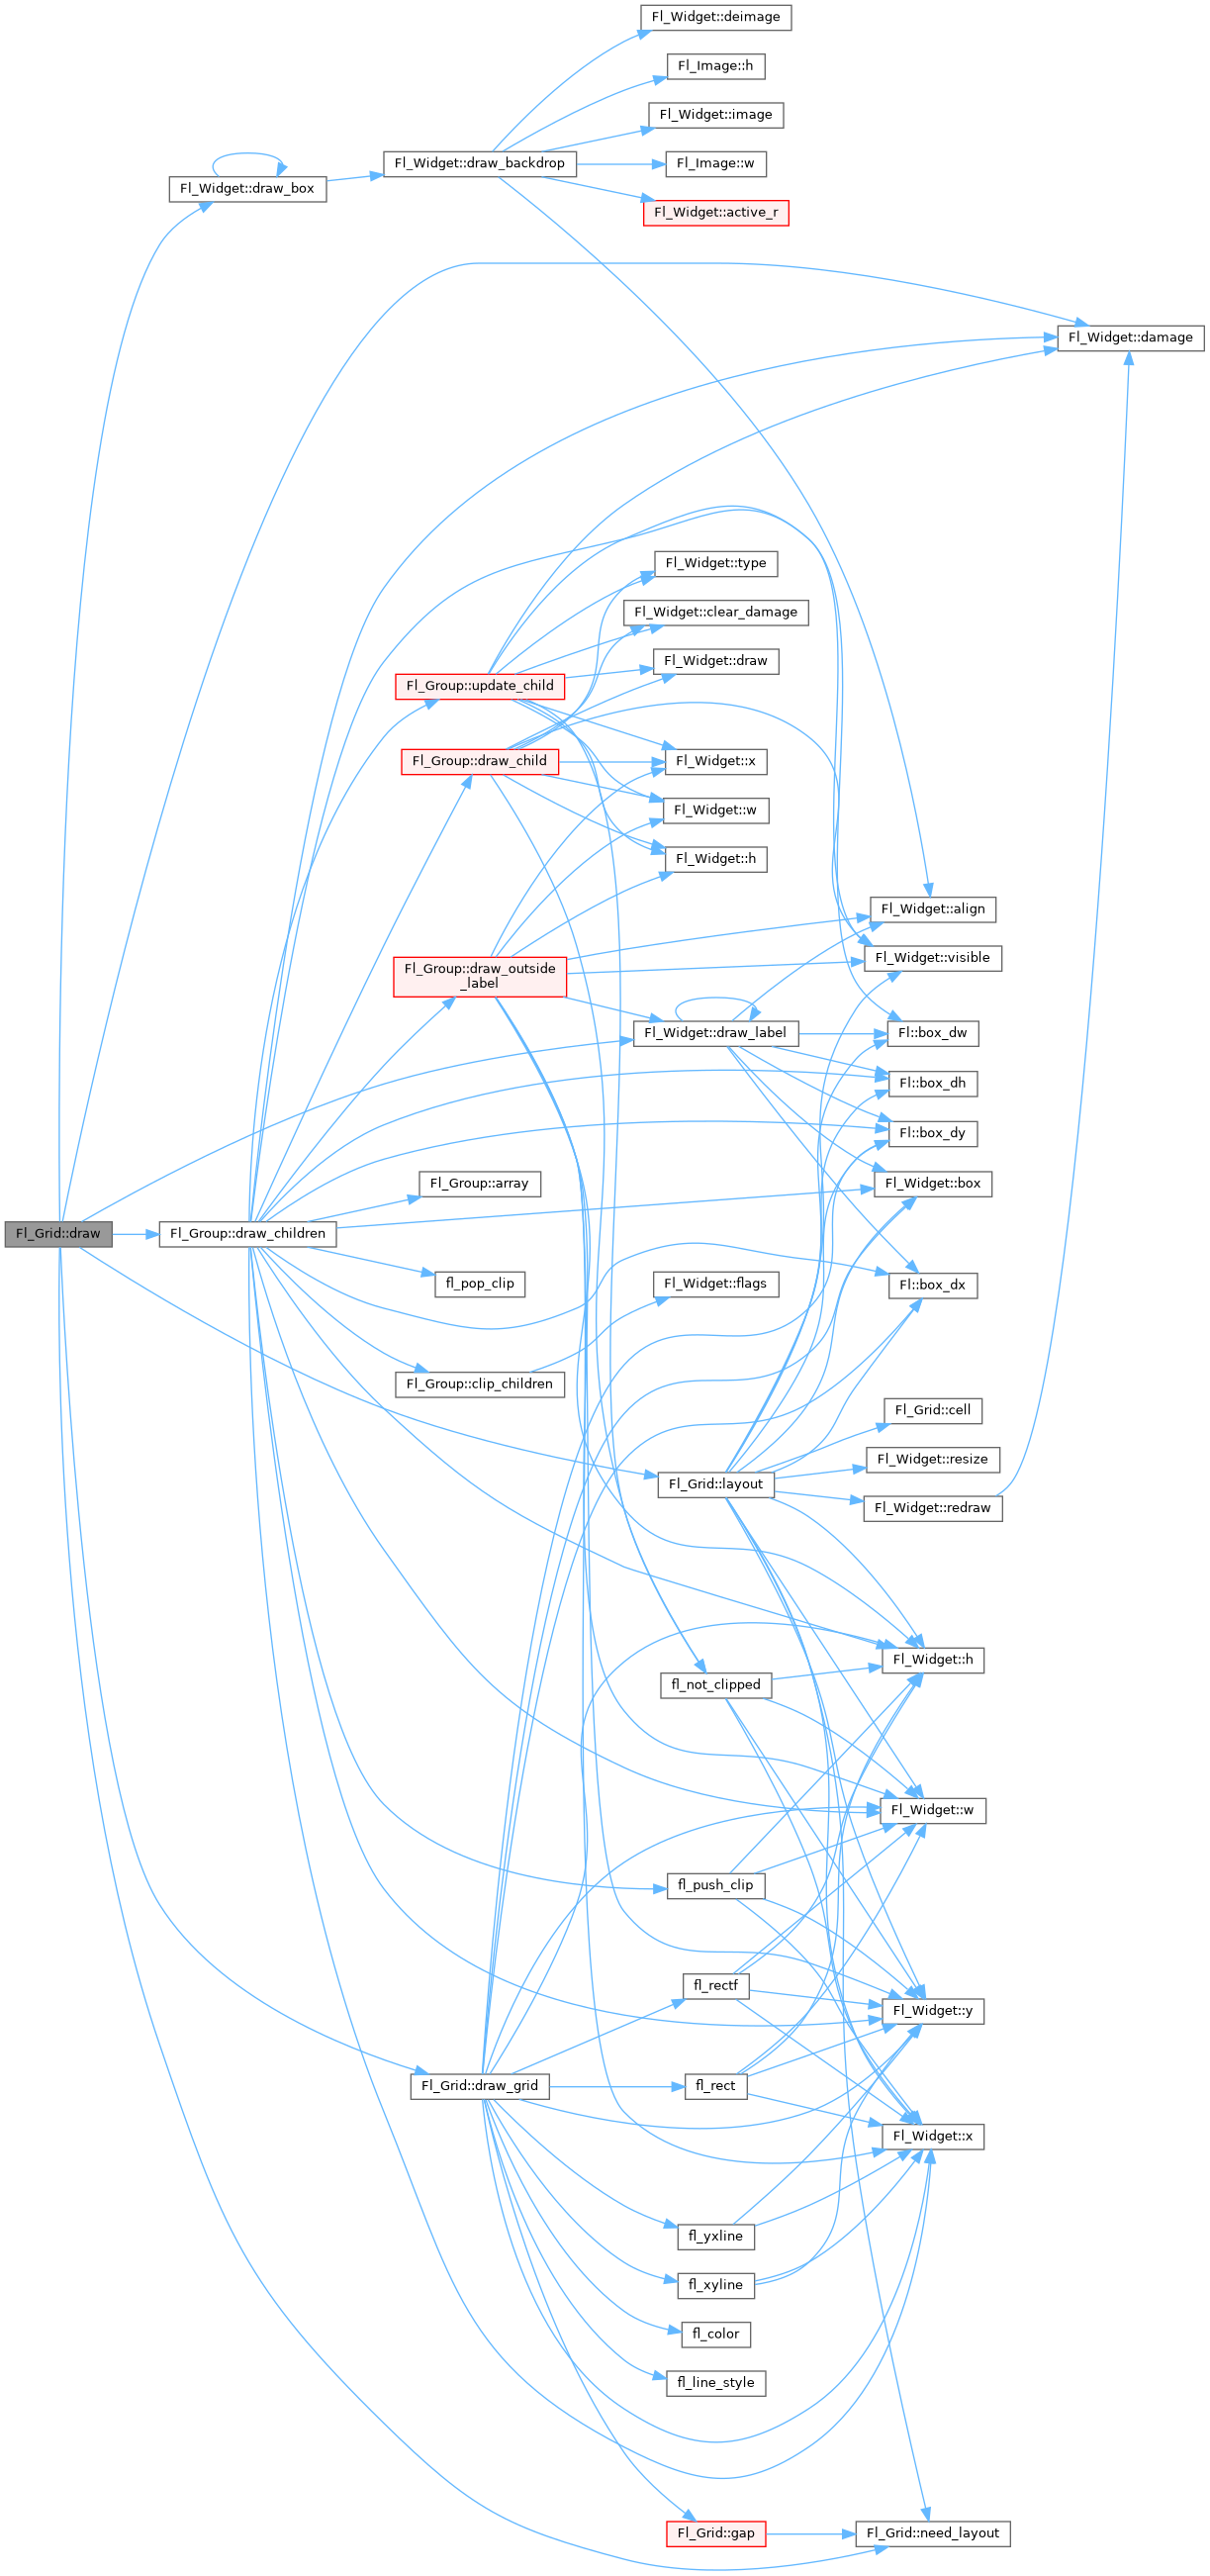 Fl_Widget::deimage
Fl_Image::h
Fl_Widget::image
Fl_Widget::draw_backdrop
Fl_Image::w
Fl_Widget::draw_box
Fl_Widget::active_r
Fl_Widget::damage
Fl_Widget::type
Fl_Widget::clear_damage
Fl_Widget::draw
Fl_Group::update_child
Fl_Group::draw_child
Fl_Widget::x
Fl_Widget::w
Fl_Widget::h
Fl_Widget::align
Fl_Widget::visible
Fl_Group::draw_outside
_label
Fl_Widget::draw_label
Fl::box_dw
Fl::box_dh
Fl::box_dy
Fl_Group::array
Fl_Widget::box
Fl_Grid::draw
Fl_Group::draw_children
fl_pop_clip
Fl_Widget::flags
Fl::box_dx
Fl_Group::clip_children
Fl_Grid::cell
Fl_Widget::resize
Fl_Grid::layout
Fl_Widget::redraw
Fl_Widget::h
fl_not_clipped
Fl_Widget::w
fl_push_clip
fl_rectf
Fl_Widget::y
Fl_Grid::draw_grid
fl_rect
Fl_Widget::x
fl_yxline
fl_xyline
fl_color
fl_line_style
Fl_Grid::gap
Fl_Grid::need_layout